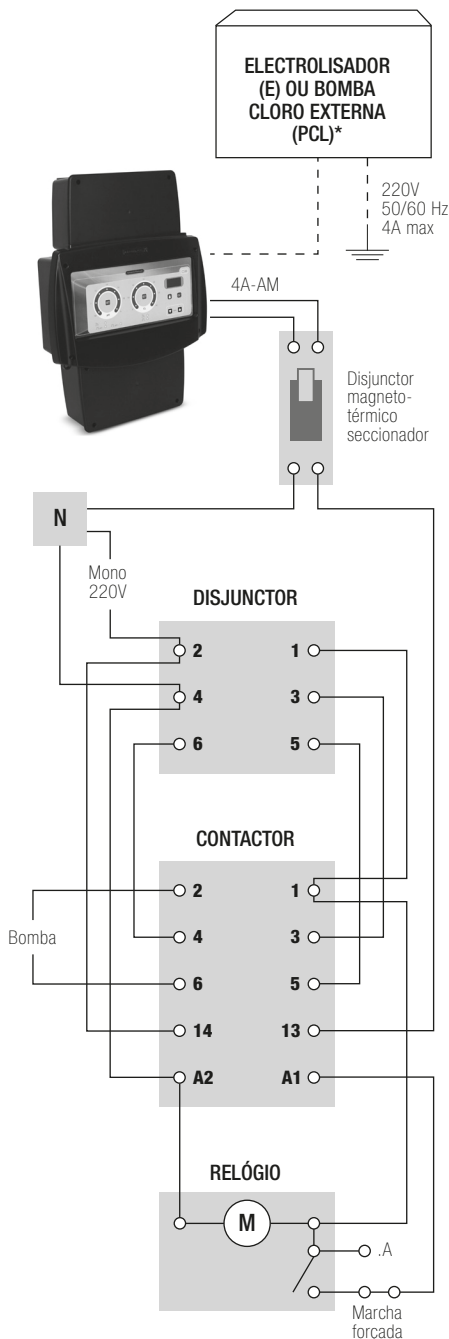 ELECTROLISADOR
(E) OU BOMBA
CLORO EXTERNA
(PCL)*
220V
50/60 Hz
4A max
4A-AM
Disjunctor
magneto-
térmico
seccionador
N
Mono
220V
DISJUNCTOR
2 1
4 3
6 5
CONTACTOR
2 1
4 3
Bomba
6 5
14 13
A2 A1
RELÓGIO
M
.A
Marcha
forçada